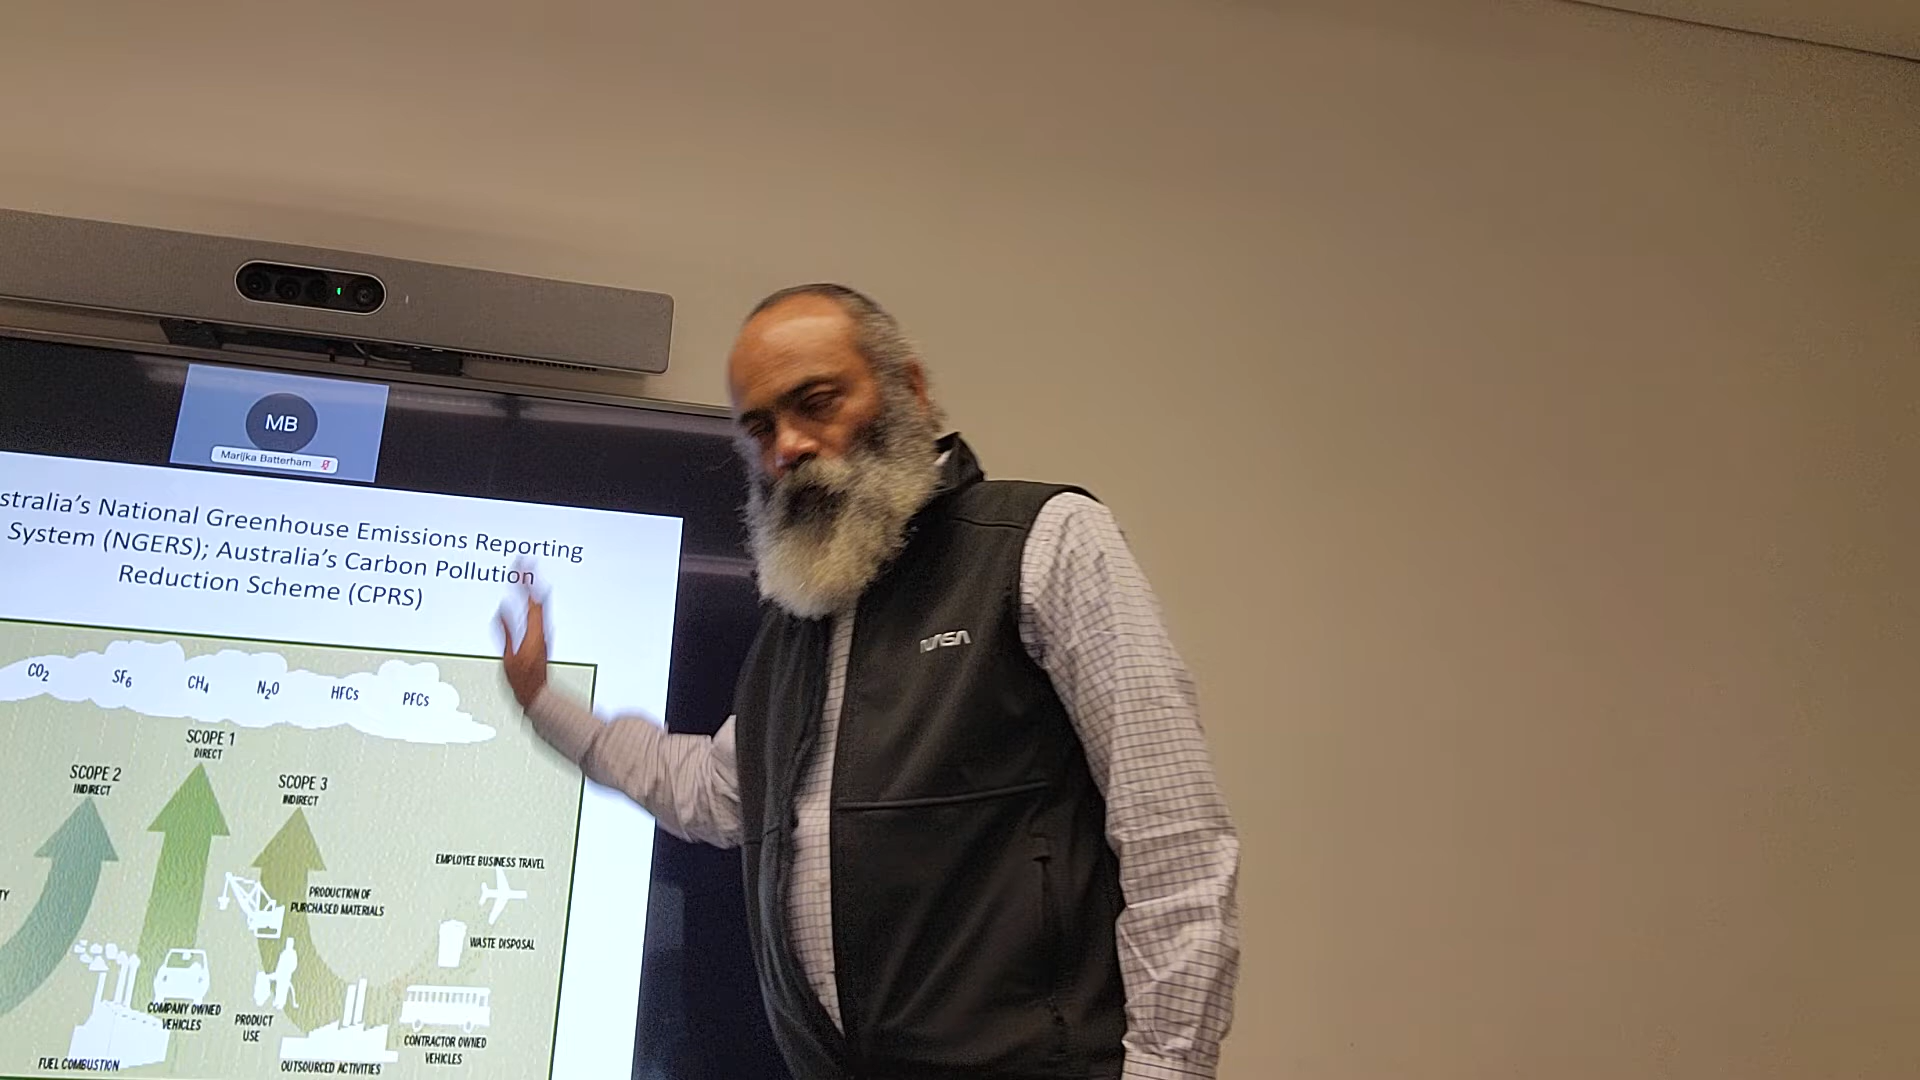 MB
Marijka Batterham
stralia's National Greenhouse Emissions Reporting
System (NGERS); Australia's Carbon Pollution
Reduction Scheme (CPRS)
CO2 SF6 CH4 N2O HFCs PFCs
SCOPE 1
DIRECT
SCOPE 2
INDIRECT
SCOPE 3
INDIRECT
EMPLOYEE BUSINESS TRAVEL
TY
PRODUCTION OF
PURCHASED MATERIALS
WASTE DISPOSAL
COMPANY OWNED
VEHICLES
PRODUCT
USE
CONTRACTOR OWNED
VEHICLES
FUEL COMBUSTION
OUTSOURCED ACTIVITIES
NASA